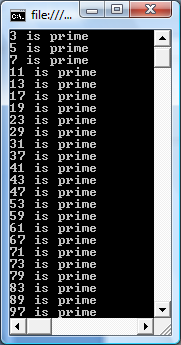 file:///...
3 is prime
5 is prime
7 is prime
11 is prime
13 is prime
17 is prime
19 is prime
23 is prime
29 is prime
31 is prime
37 is prime
41 is prime
43 is prime
47 is prime
53 is prime
59 is prime
61 is prime
67 is prime
71 is prime
73 is prime
79 is prime
83 is prime
89 is prime
97 is prime